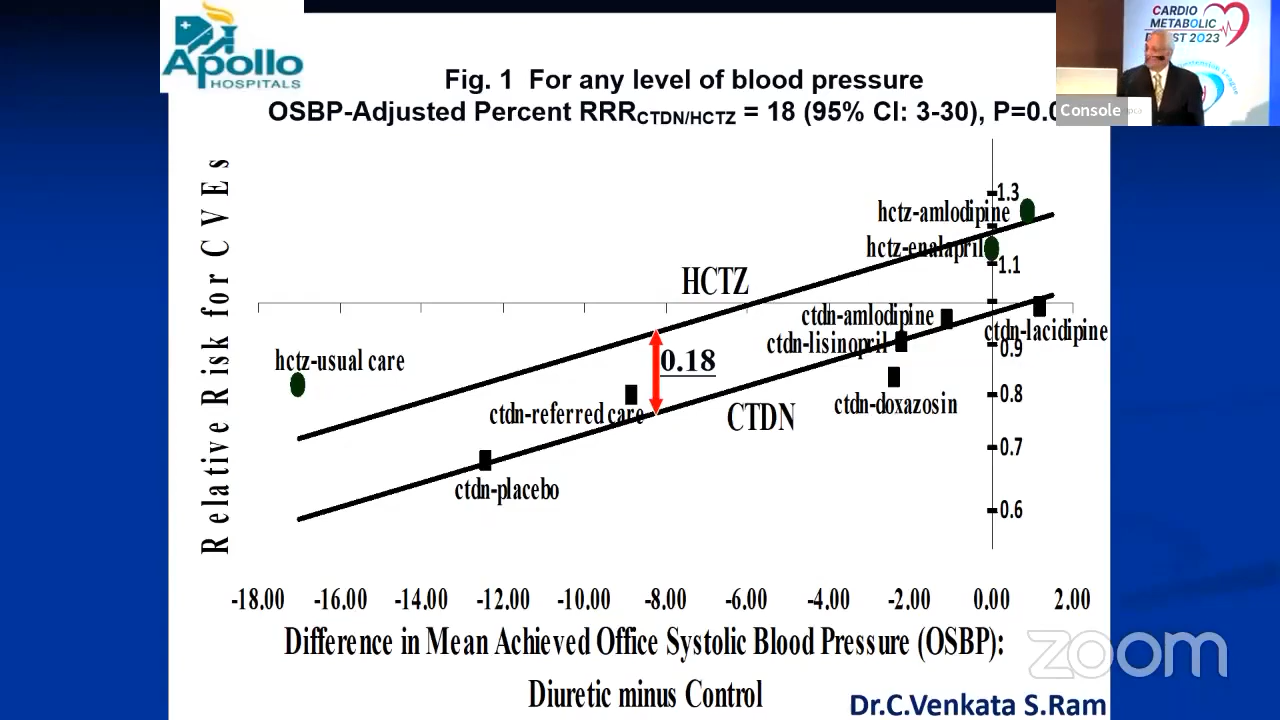 Apollo
HOSPITALS
CARDIO
METABOLIC
2023
Console
Fig. 1 For any level of blood pressure
OSBP-Adjusted Percent RRRCTDN/HCTZ = 18 (95% CI: 3-30), P=0.0
Relative Risk for CVEs
1.3
hctz-amlodipine
hctz-enalapril
1.1
HCTZ
ctdn-amlodipine
ctdn-lacidipine
ctdn-lisinopril
0.9
hctz-usual care
0.18
0.8
ctdn-referred care
CTDN
ctdn-doxazosin
0.7
ctdn-placebo
0.6
-18.00 -16.00 -14.00 -12.00 -10.00 -8.00 -6.00 -4.00 -2.00 0.00 2.00
Difference in Mean Achieved Office Systolic Blood Pressure (OSBP):
Diuretic minus Control
zoom
Dr.C.Venkata S.Ram